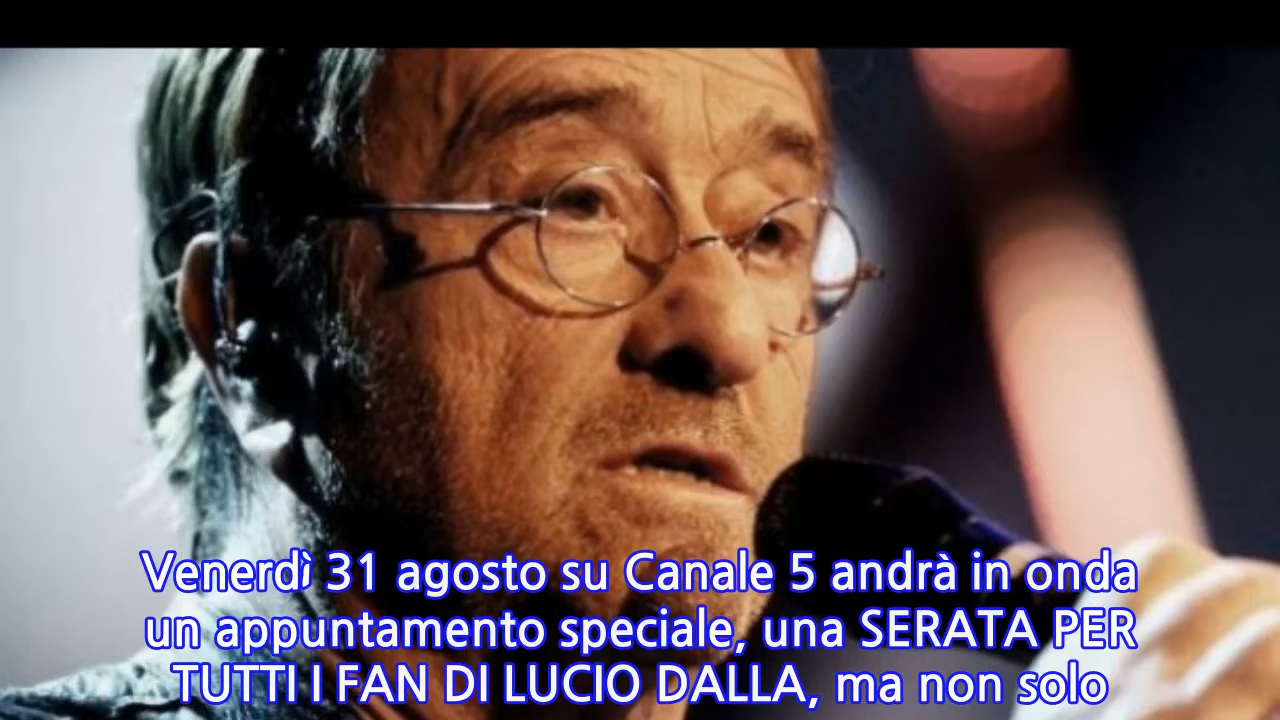 Venerdì 31 agosto su Canale 5 andrà in onda
un appuntamento speciale, una SERATA PER
TUTTI I FAN DI LUCIO DALLA, ma non solo